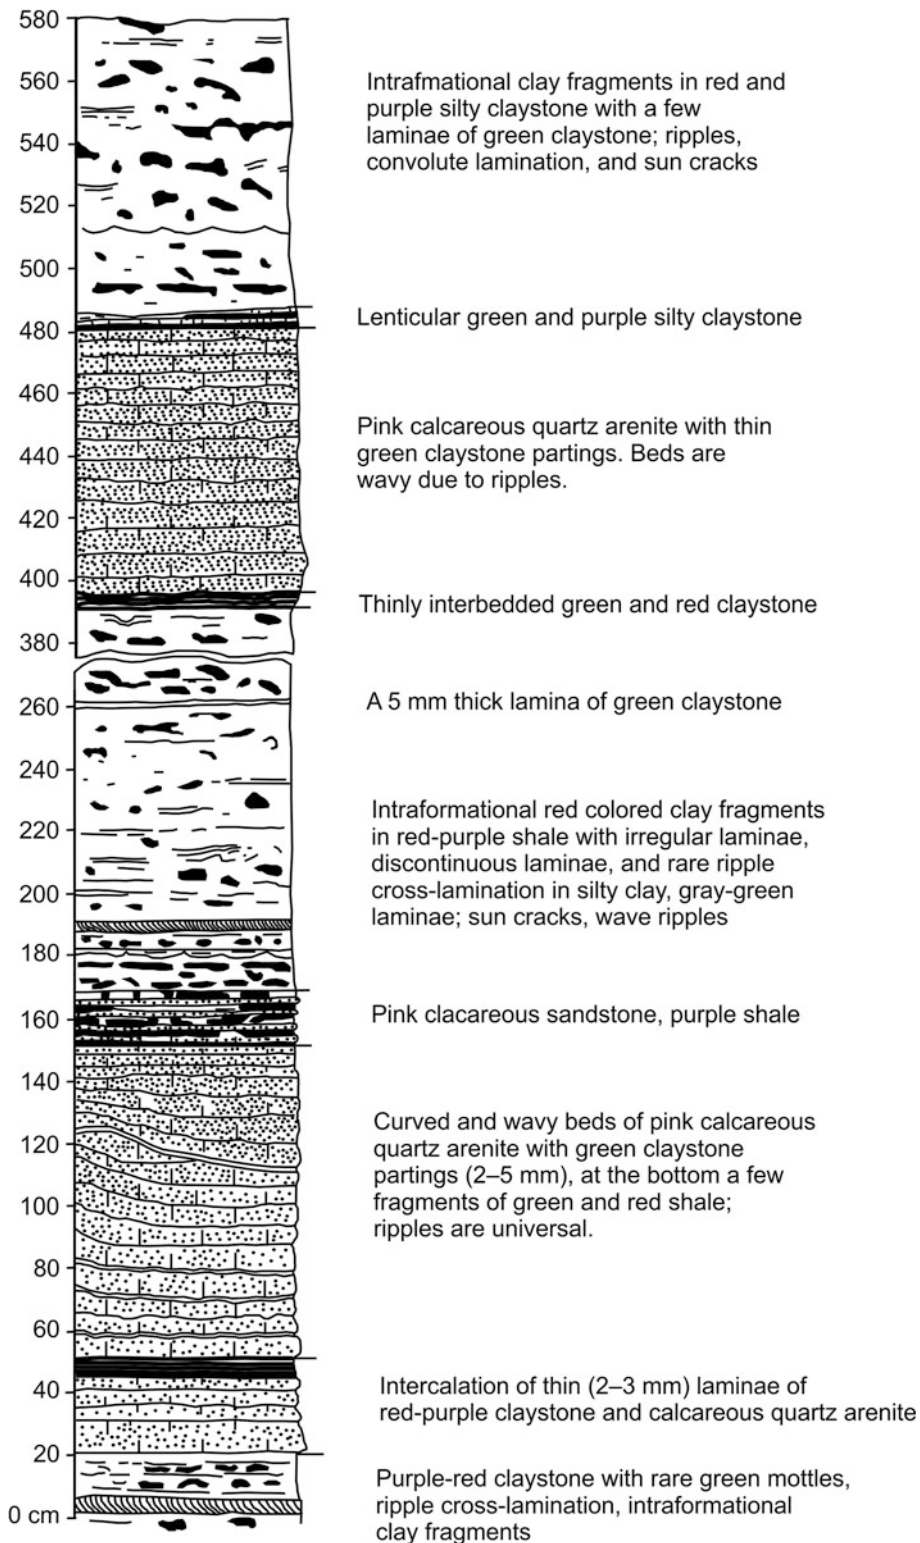 580
560
540
520
500
480
460
440
420
400
380
260
240
220
200
180
160
140
120
100
80
60
40
20
0 cm
Intrafmational clay fragments in red and
purple silty claystone with a few
laminae of green claystone; ripples,
convolute lamination, and sun cracks
Lenticular green and purple silty claystone
Pink calcareous quartz arenite with thin
green claystone partings. Beds are
wavy due to ripples.
Thinly interbedded green and red claystone
A 5 mm thick lamina of green claystone
Intraformational red colored clay fragments
in red-purple shale with irregular laminae,
discontinuous laminae, and rare ripple
cross-lamination in silty clay, gray-green
laminae; sun cracks, wave ripples
Pink clacareous sandstone, purple shale
Curved and wavy beds of pink calcareous
quartz arenite with green claystone
partings (2–5 mm), at the bottom a few
fragments of green and red shale;
ripples are universal.
Intercalation of thin (2–3 mm) laminae of
red-purple claystone and calcareous quartz arenite
Purple-red claystone with rare green mottles,
ripple cross-lamination, intraformational
clay fragments